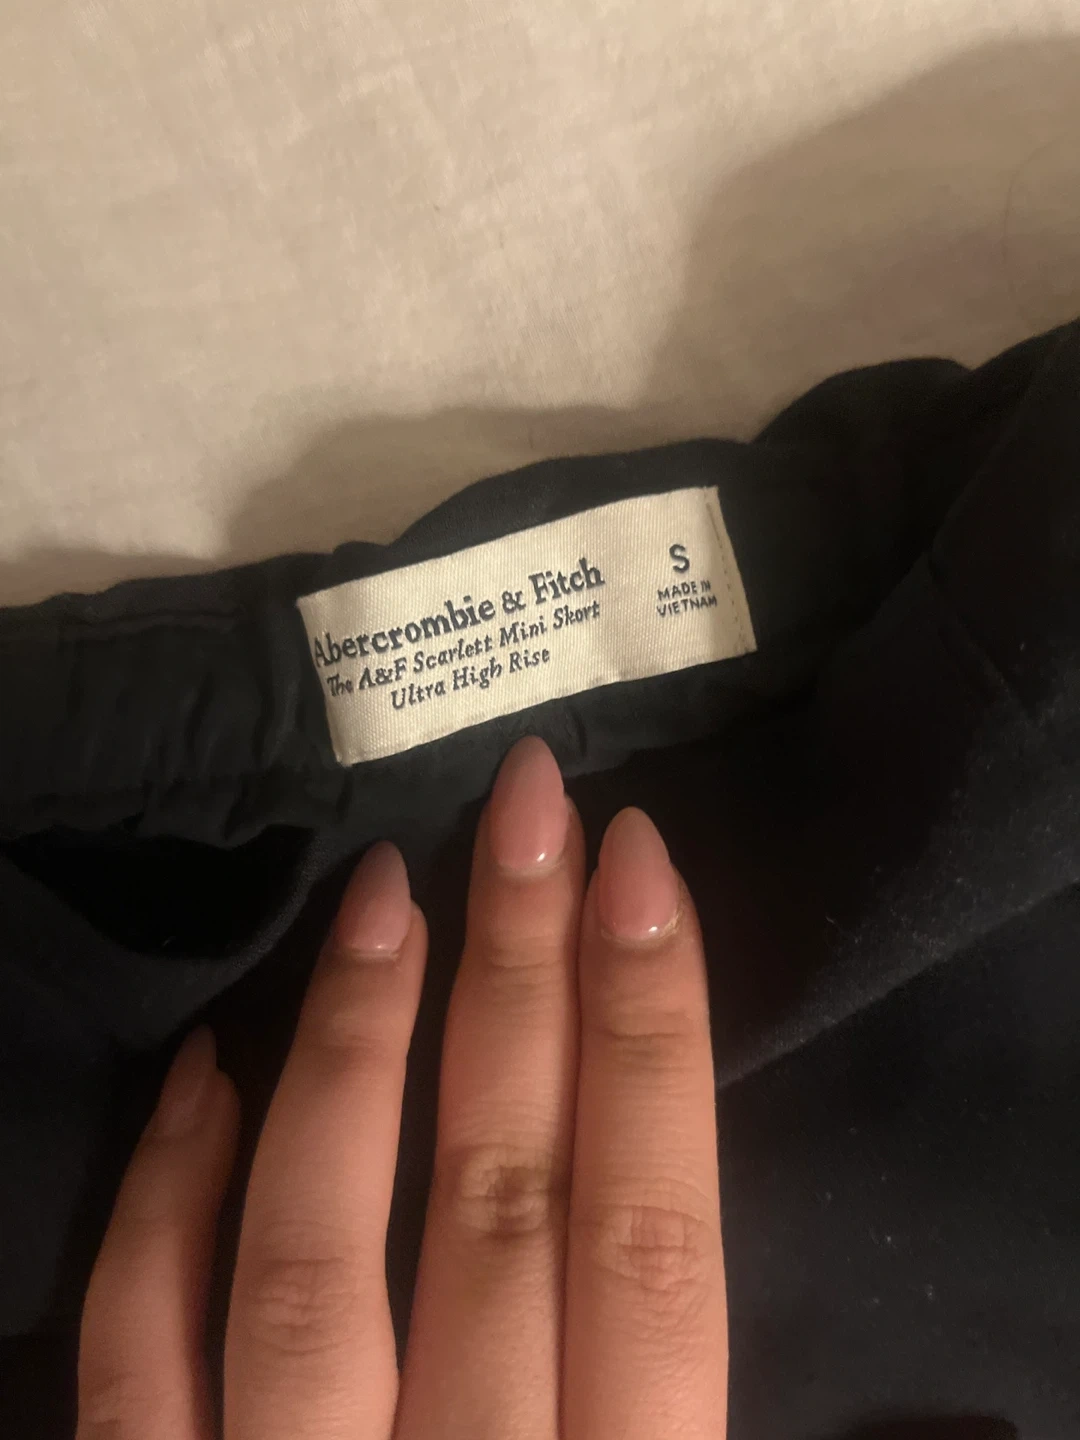 Abercrombie & Fitch
The A&F Scarlett Mini Skort
Ultra High Rise
S
MADE IN
VIETNAM